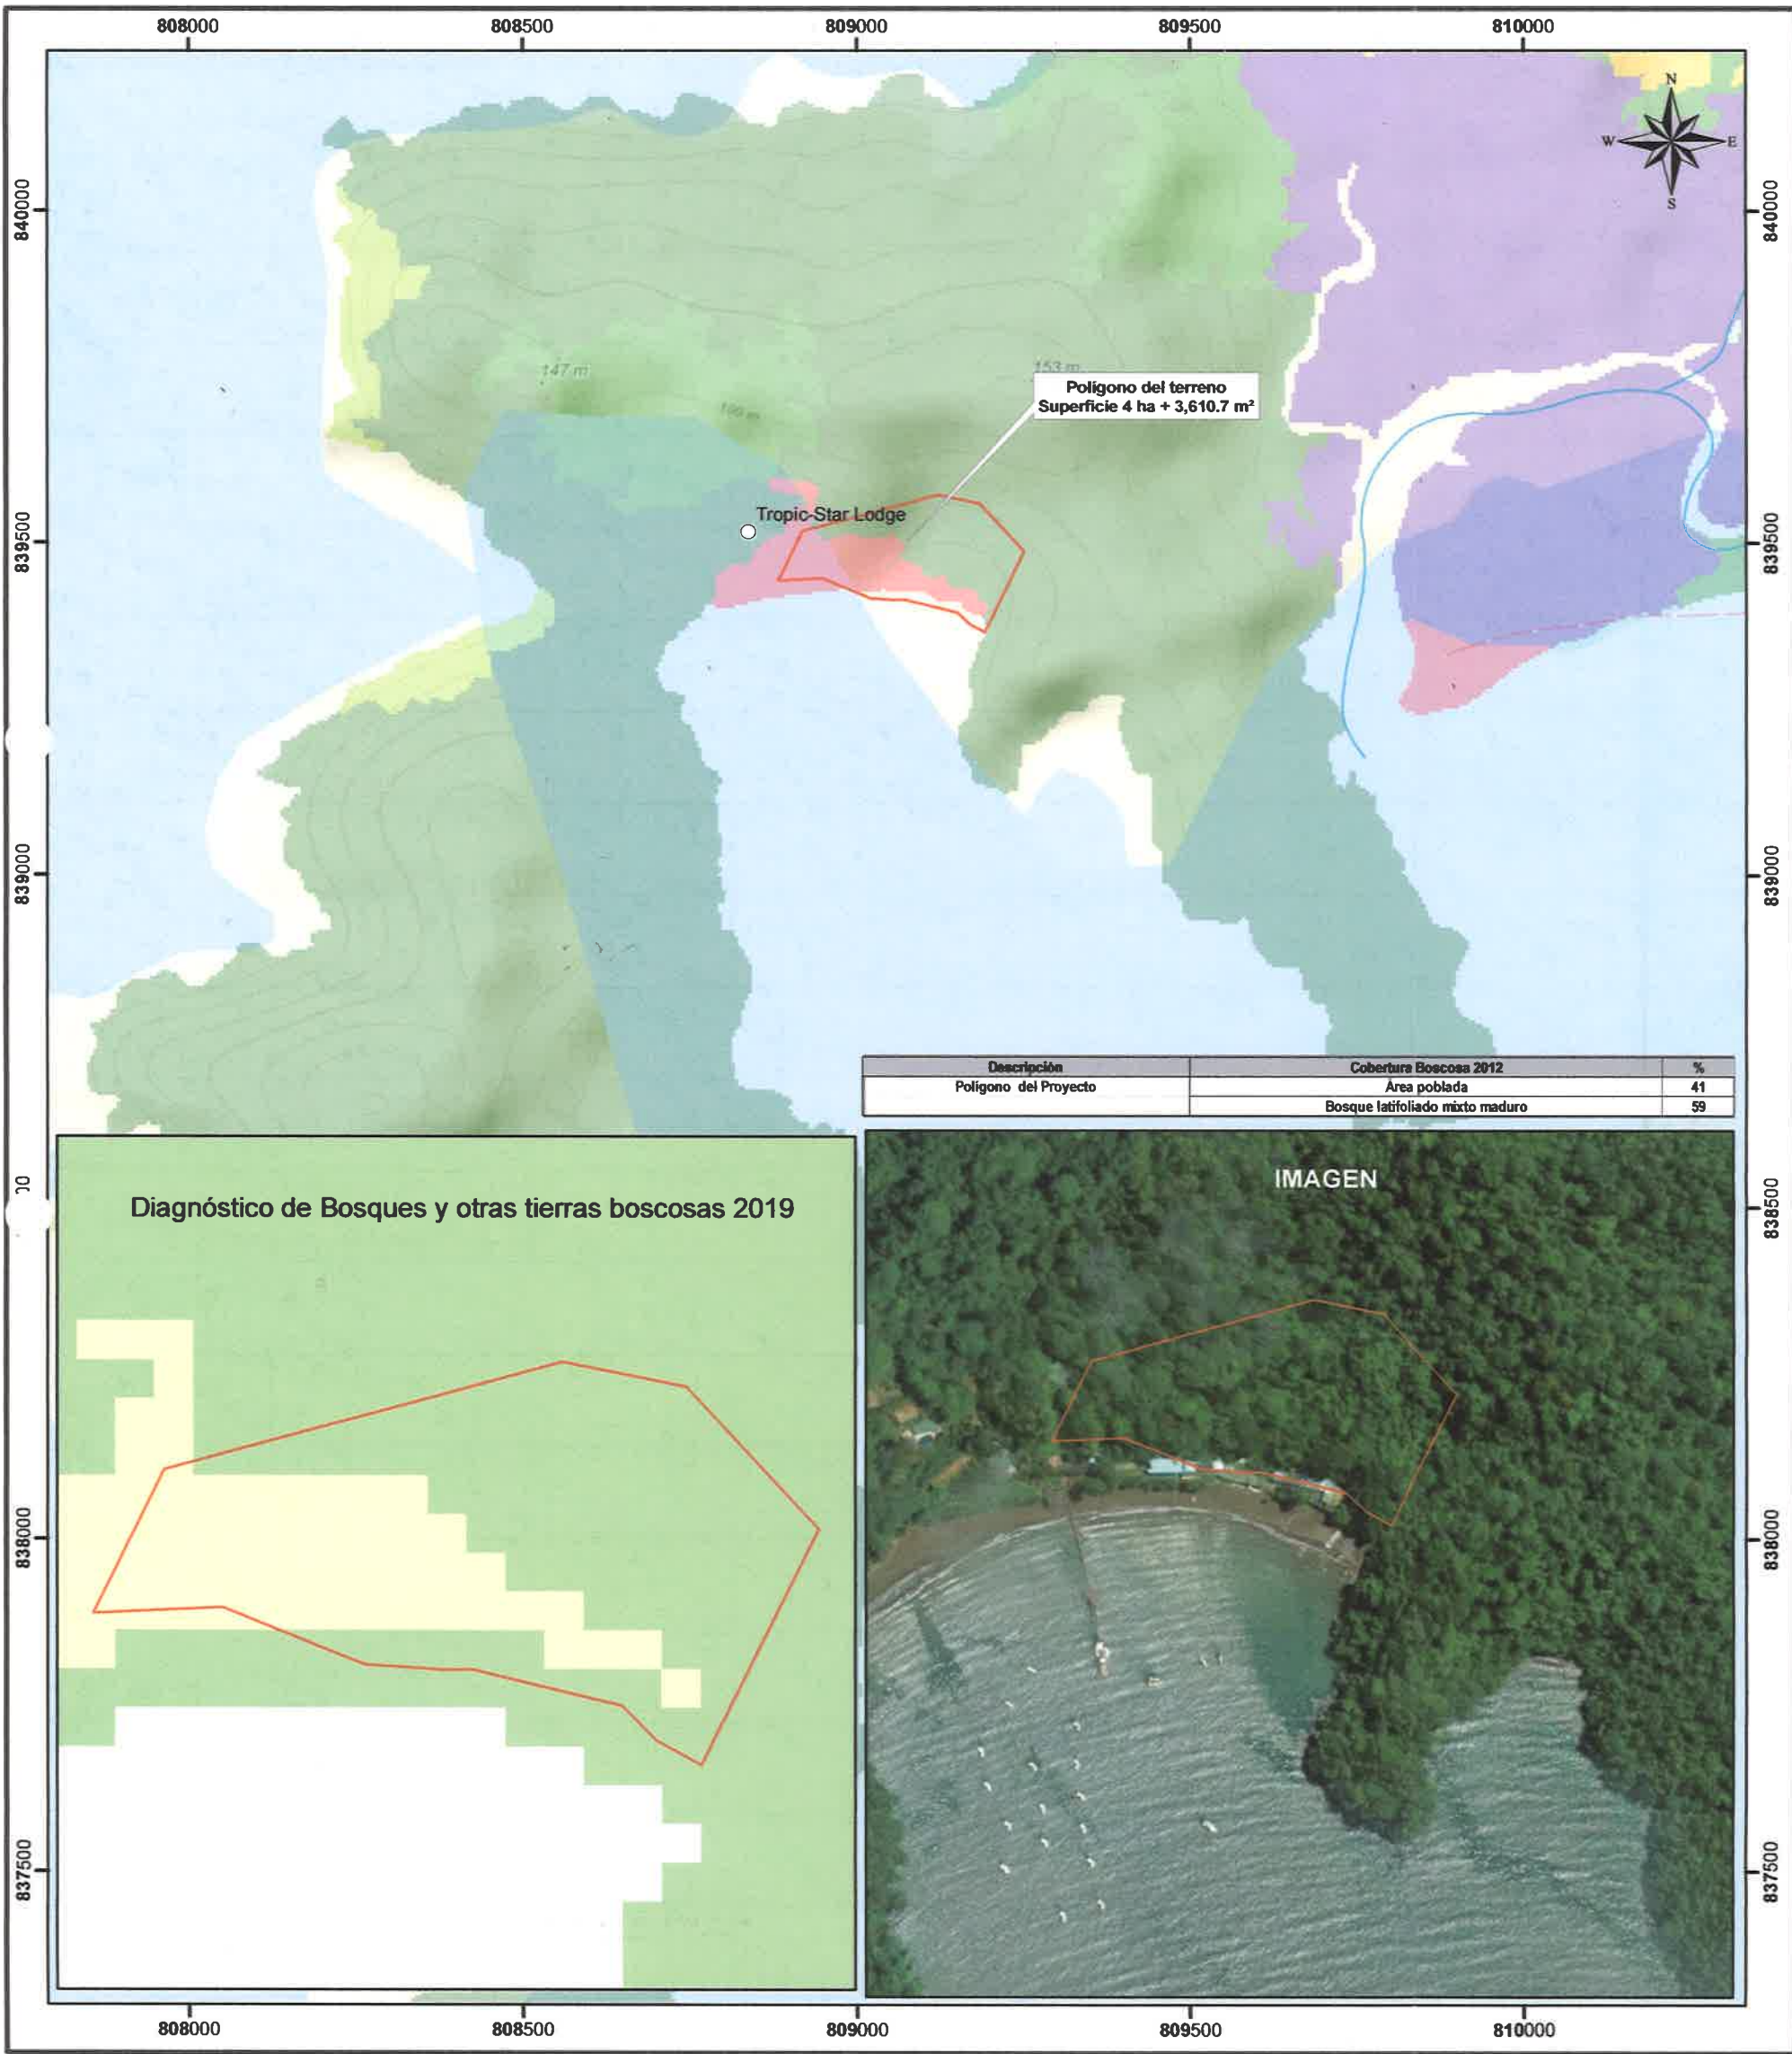 808000 808500 809000 809500 810000
N
W E
S
840000 840000
147 m 153 m
Polígono del terreno
Superficie 4 ha + 3,610.7 m²
100 m
Tropic-Star Lodge
839500 839500
839000 839000
Descripción Cobertura Boscosa 2012 %
Polígono del Proyecto Área poblada 41
Bosque latifoliado mixto maduro 59
Diagnóstico de Bosques y otras tierras boscosas 2019
IMAGEN
838500
838000 838000
837500 837500
808000 808500 809000 809500 810000